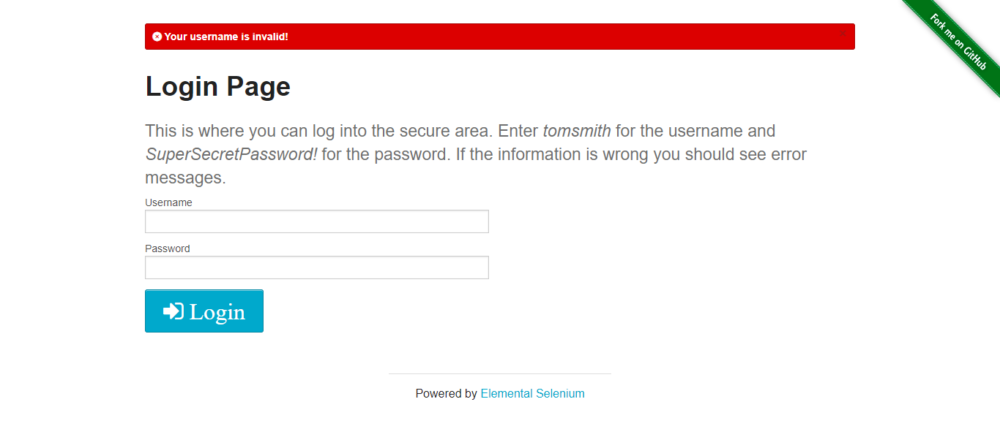 Your username is invalid!
Fork me on GitHub
Login Page
This is where you can log into the secure area. Enter tomsmith for the username and
SuperSecretPassword! for the password. If the information is wrong you should see error
messages.
Username
Password
Login
Powered by Elemental Selenium